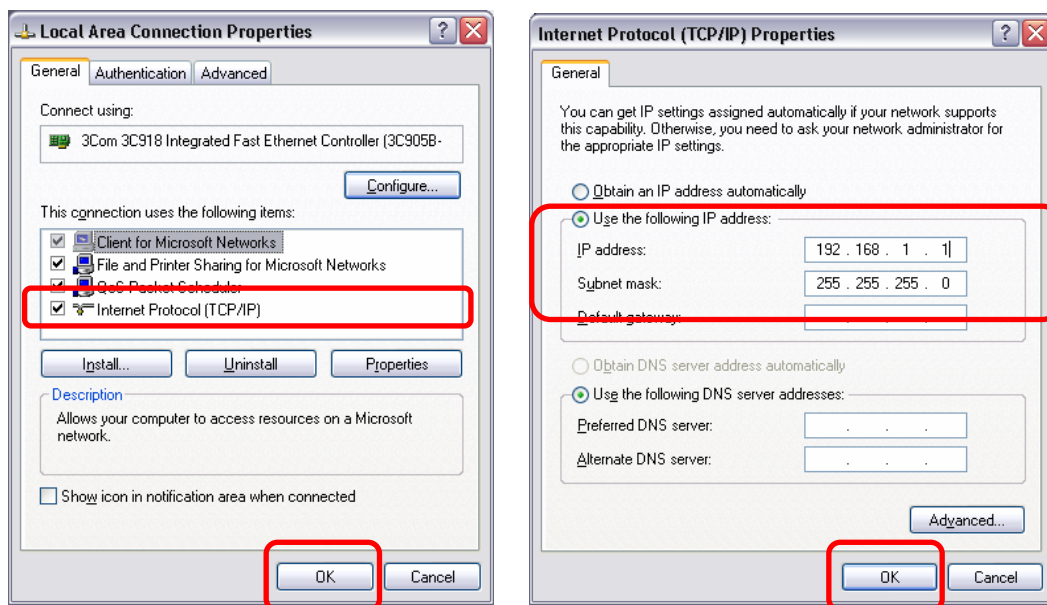 Local Area Connection Properties
General Authentication Advanced
Connect using:
3Com 3C918 Integrated Fast Ethernet Controller (3C905B-
Configure...
This connection uses the following items:
Client for Microsoft Networks
File and Printer Sharing for Microsoft Networks
QoS Packet Scheduler
Internet Protocol (TCP/IP)
Install... Uninstall Properties
Description
Allows your computer to access resources on a Microsoft
network.
Show icon in notification area when connected
OK Cancel
Internet Protocol (TCP/IP) Properties
General
You can get IP settings assigned automatically if your network supports
this capability. Otherwise, you need to ask your network administrator for
the appropriate IP settings.
Obtain an IP address automatically
Use the following IP address:
IP address: 192 . 168 . 1 . 1
Subnet mask: 255 . 255 . 255 . 0
Default gateway: . . .
Obtain DNS server address automatically
Use the following DNS server addresses:
Preferred DNS server: . . .
Alternate DNS server: . . .
Advanced...
OK Cancel